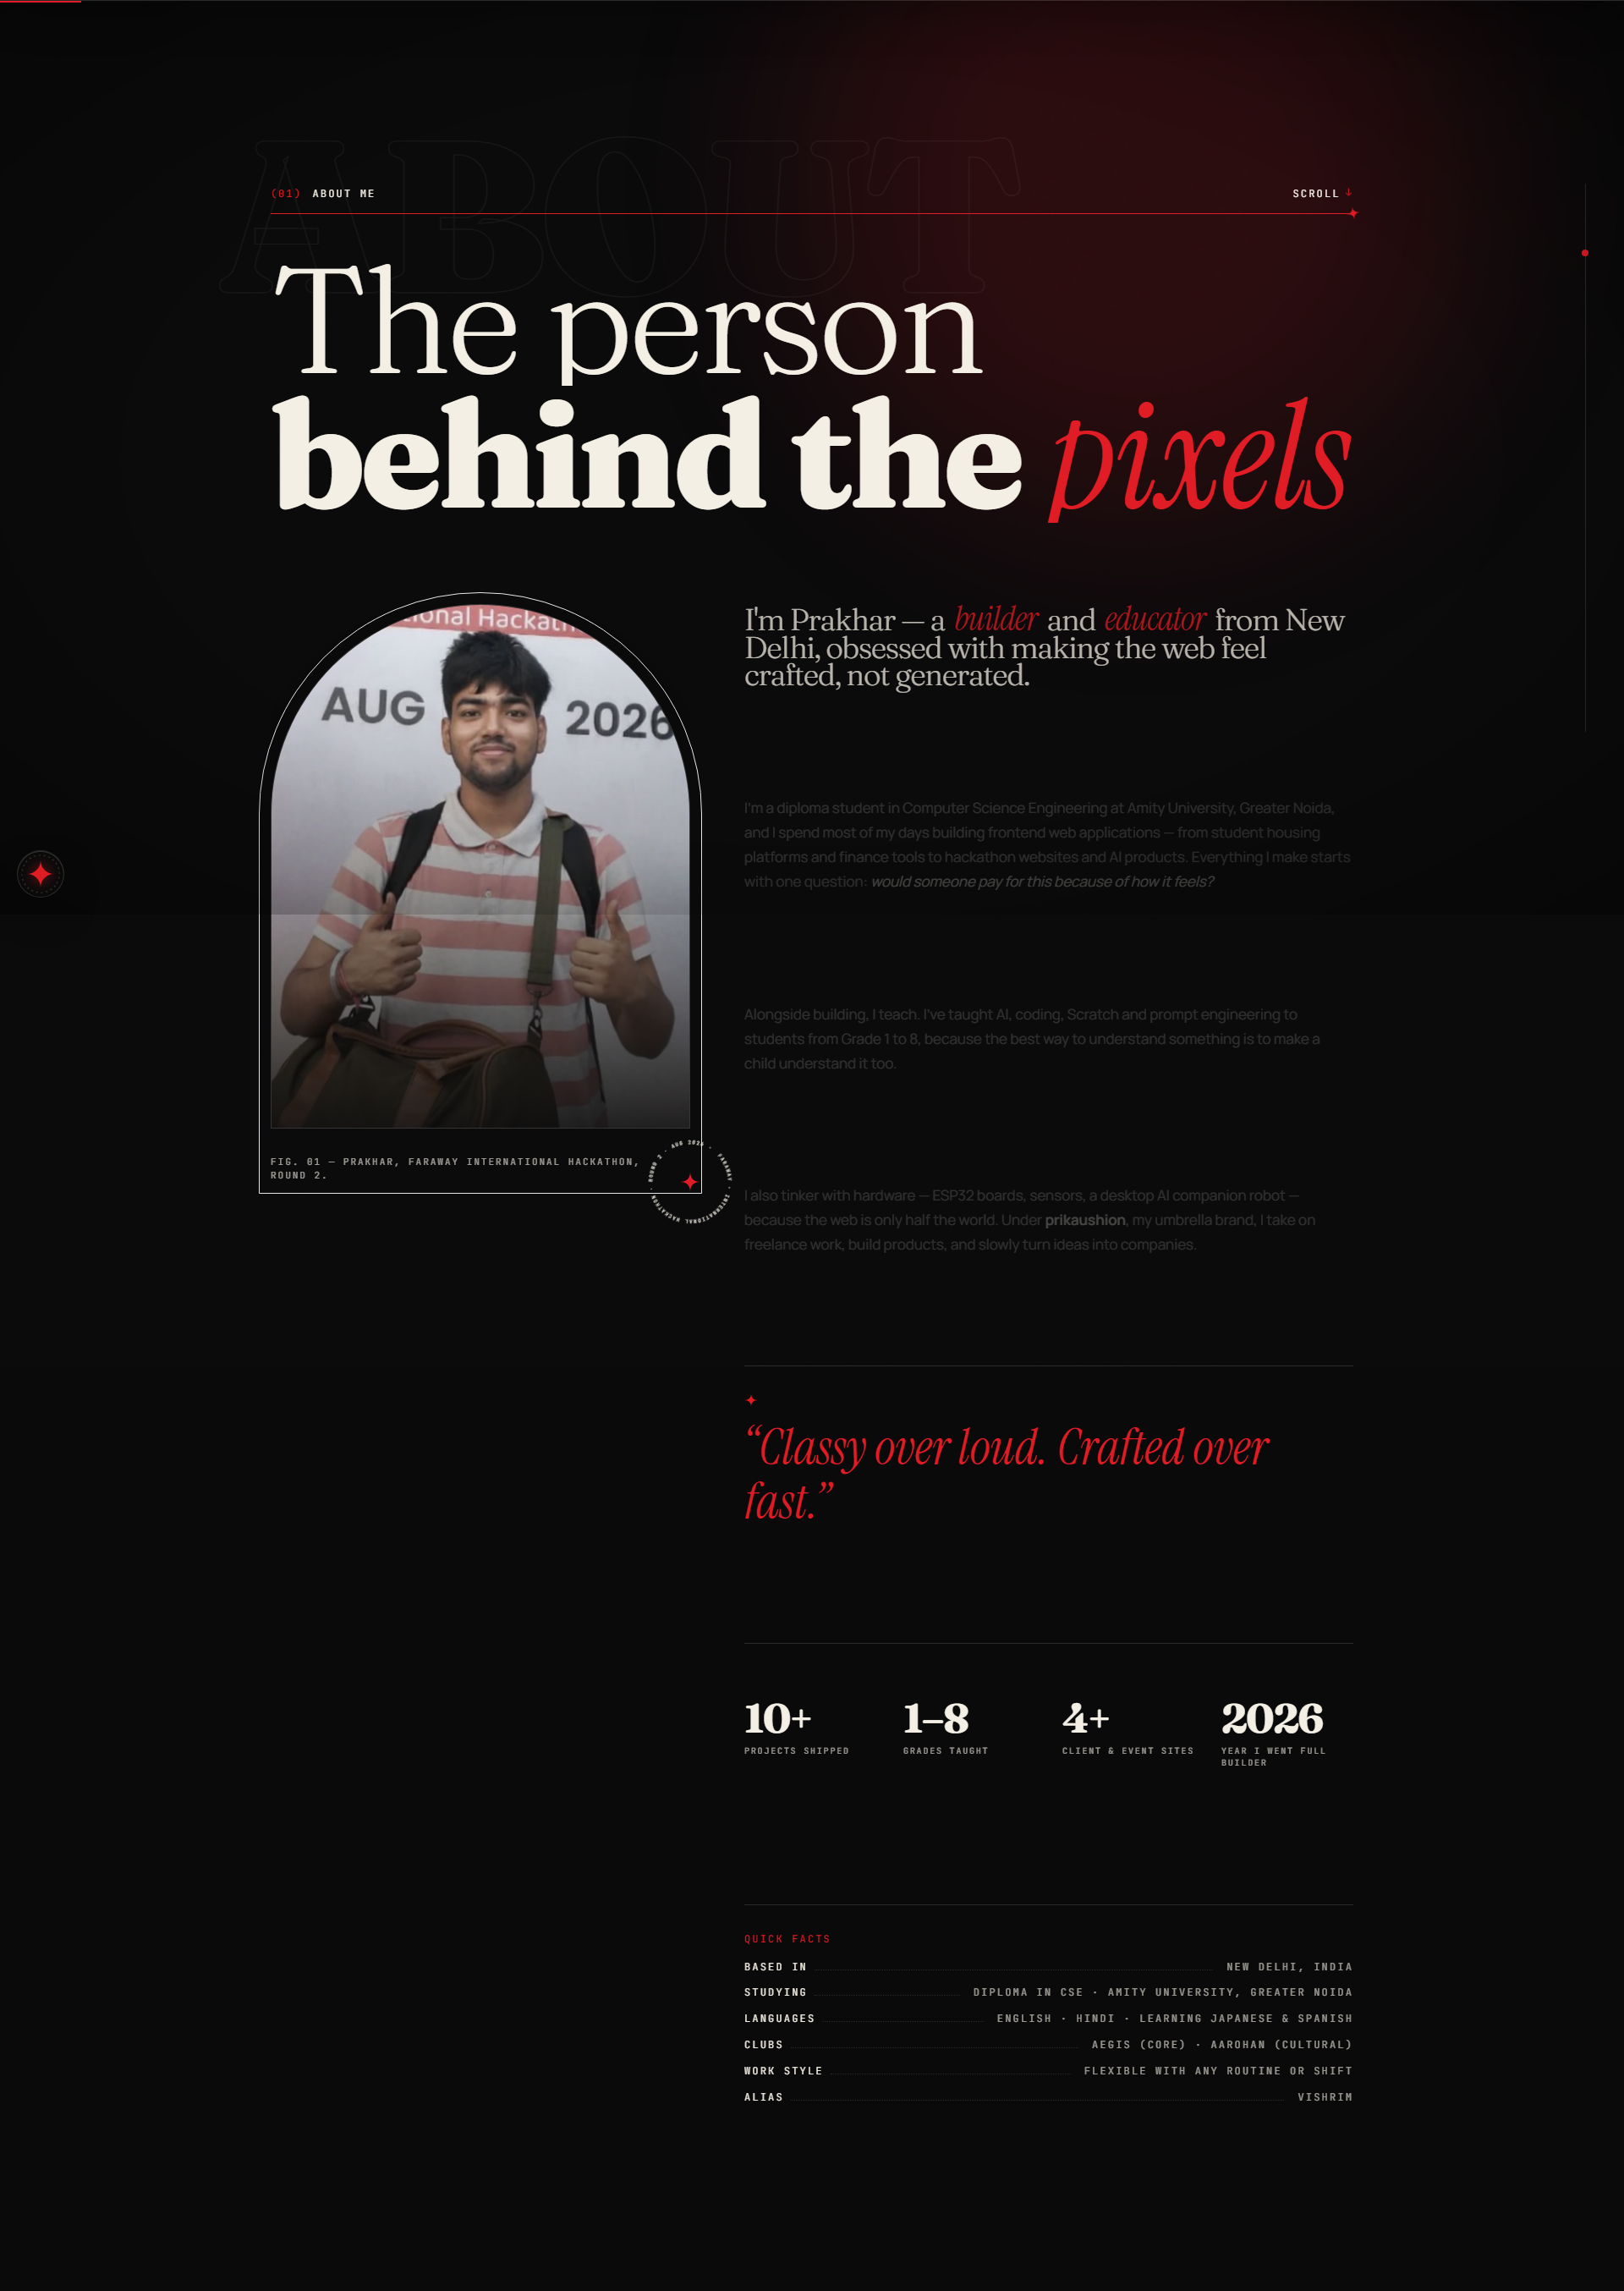 ABOUT
(01) ABOUT ME
SCROLL ↓
The person
behind the pixels
onal Hackath
AUG 2026
I'm Prakhar — a builder and educator from New
Delhi, obsessed with making the web feel
crafted, not generated.
I'm a diploma student in Computer Science Engineering at Amity University, Greater Noida,
and I spend most of my days building frontend web applications — from student housing
platforms and finance tools to hackathon websites and AI products. Everything I make starts
with one question: would someone pay for this because of how it feels?
Alongside building, I teach. I've taught AI, coding, Scratch and prompt engineering to
students from Grade 1 to 8, because the best way to understand something is to make a
child understand it too.
FIG. 01 — PRAKHAR, FARAWAY INTERNATIONAL HACKATHON,
ROUND 2.
FARAWAY · INTERNATIONAL HACKATHON · ROUND 2 · AUG 2026 ·
I also tinker with hardware — ESP32 boards, sensors, a desktop AI companion robot —
because the web is only half the world. Under prikaushion, my umbrella brand, I take on
freelance work, build products, and slowly turn ideas into companies.
“Classy over loud. Crafted over
fast.”
10+ 1–8 4+ 2026
PROJECTS SHIPPED GRADES TAUGHT CLIENT & EVENT SITES YEAR I WENT FULL
BUILDER
QUICK FACTS
BASED IN NEW DELHI, INDIA
STUDYING DIPLOMA IN CSE · AMITY UNIVERSITY, GREATER NOIDA
LANGUAGES ENGLISH · HINDI · LEARNING JAPANESE & SPANISH
CLUBS AEGIS (CORE) · AAROHAN (CULTURAL)
WORK STYLE FLEXIBLE WITH ANY ROUTINE OR SHIFT
ALIAS VISHRIM